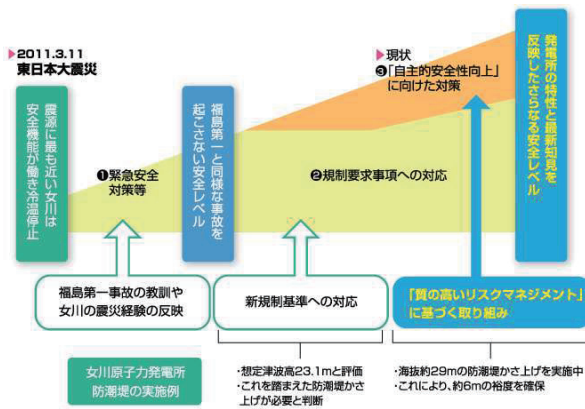 ▶2011.3.11
東日本大震災
震源に最も近い女川は
安全機能が働き冷温停止
❶緊急安全
対策等
福島第一と同様な事故を
起こさない安全レベル
▶現状
❸「自主的安全性向上」
に向けた対策
❷規制要求事項への対応
発電所の特性と最新知見を
反映したさらなる安全レベル
福島第一事故の教訓や
女川の震災経験の反映
新規制基準への対応
「質の高いリスクマネジメント」
に基づく取り組み
女川原子力発電所
防潮堤の実施例
・想定津波高23.1mと評価
・これを踏まえた防潮堤かさ
上げが必要と判断
・海抜約29mの防潮堤かさ上げを実施中
・これにより、約6mの裕度を確保